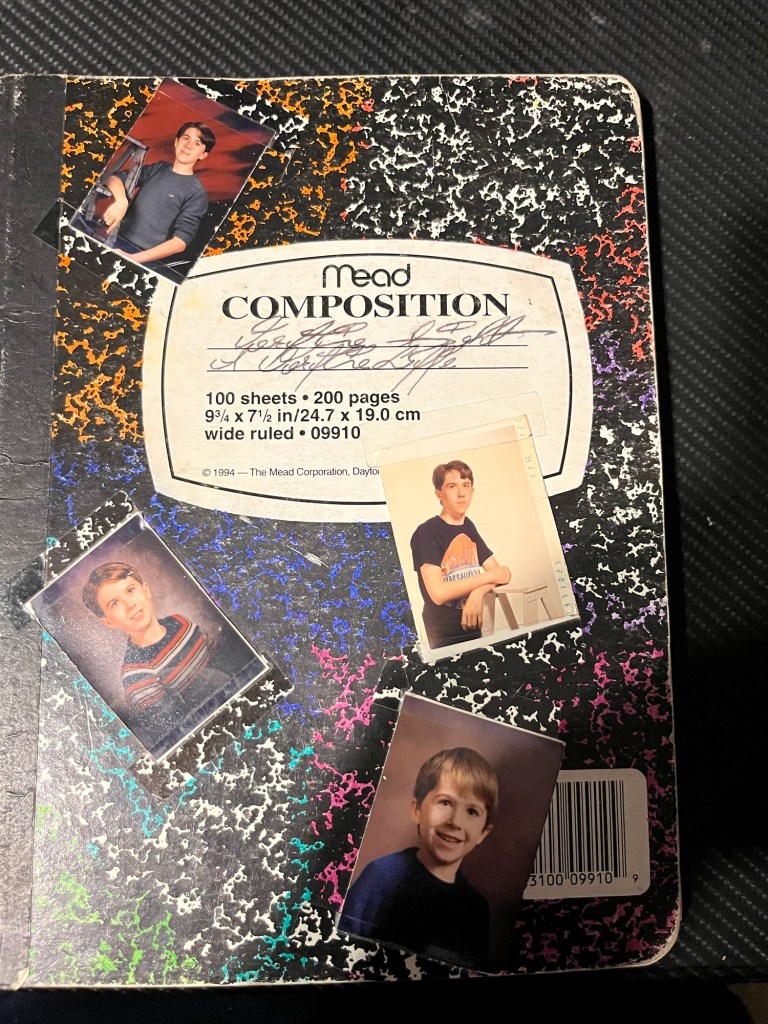 Mead
COMPOSITION
100 sheets • 200 pages
9¾ x 7½ in/24.7 x 19.0 cm
wide ruled • 09910
© 1994 — The Mead Corporation, Dayto
3100 09910 9